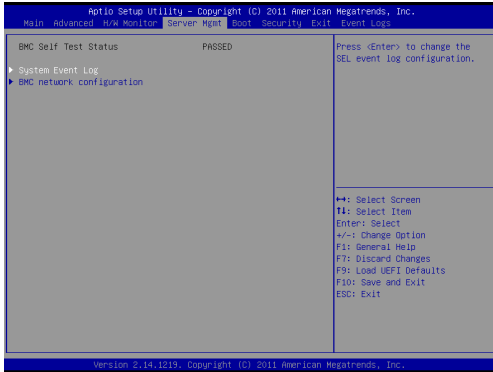 Aptio Setup Utility - Copyright (C) 2011 American Megatrends, Inc.
Main Advanced H/W Monitor Server Mgmt Boot Security Exit Event Logs
BMC Self Test Status PASSED
System Event Log
BMC network configuration
Press <Enter> to change the
SEL event log configuration.
↔: Select Screen
↑↓: Select Item
Enter: Select
+/-: Change Option
F1: General Help
F7: Discard Changes
F9: Load UEFI Defaults
F10: Save and Exit
ESC: Exit
Version 2.14.1219. Copyright (C) 2011 American Megatrends, Inc.